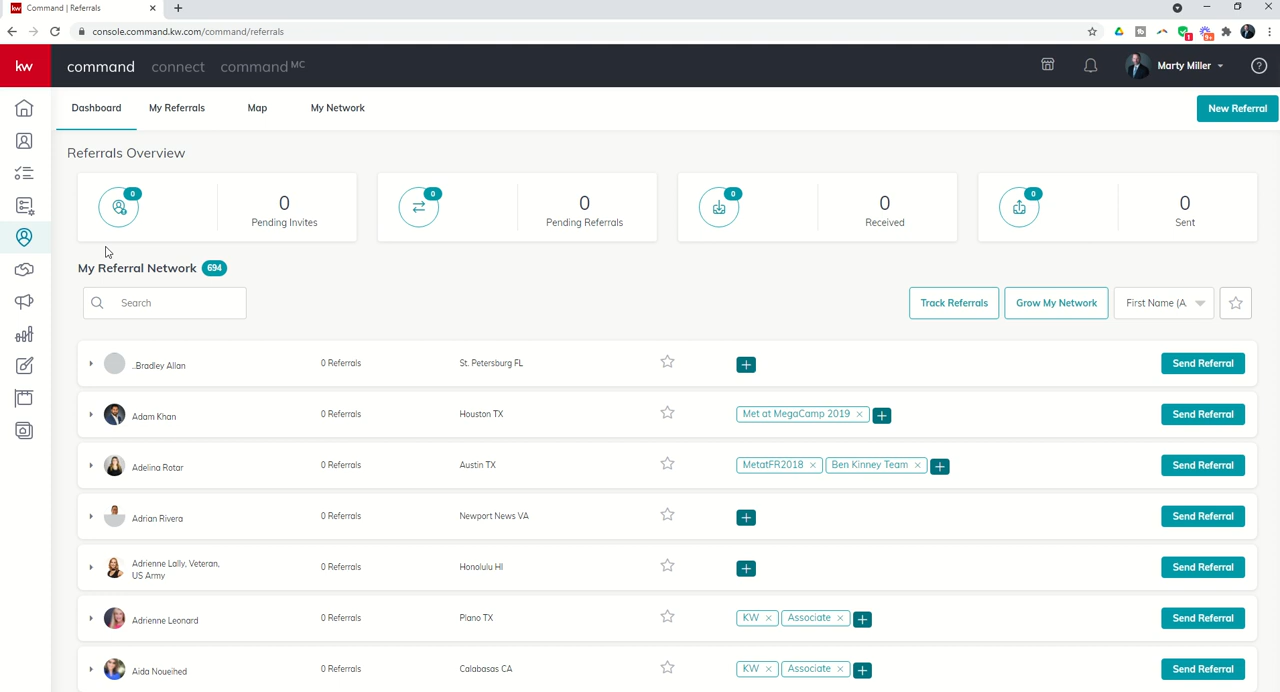 kw Command | Referrals
console.command.kw.com/command/referrals
1 9+
kw command connect command MC Marty Miller ?
Dashboard My Referrals Map My Network New Referral
Referrals Overview
0 0 0 0
0 0 0 0
Pending Invites Pending Referrals Received Sent
My Referral Network 694
Search Track Referrals Grow My Network First Name (A
..Bradley Allan 0 Referrals St. Petersburg FL + Send Referral
Adam Khan 0 Referrals Houston TX Met at MegaCamp 2019 × + Send Referral
Adelina Rotar 0 Referrals Austin TX MetatFR2018 × Ben Kinney Team × + Send Referral
Adrian Rivera 0 Referrals Newport News VA + Send Referral
Adrienne Lally, Veteran,
US Army 0 Referrals Honolulu HI + Send Referral
Adrienne Leonard 0 Referrals Plano TX KW × Associate × + Send Referral
Aida Noueihed 0 Referrals Calabasas CA KW × Associate × + Send Referral